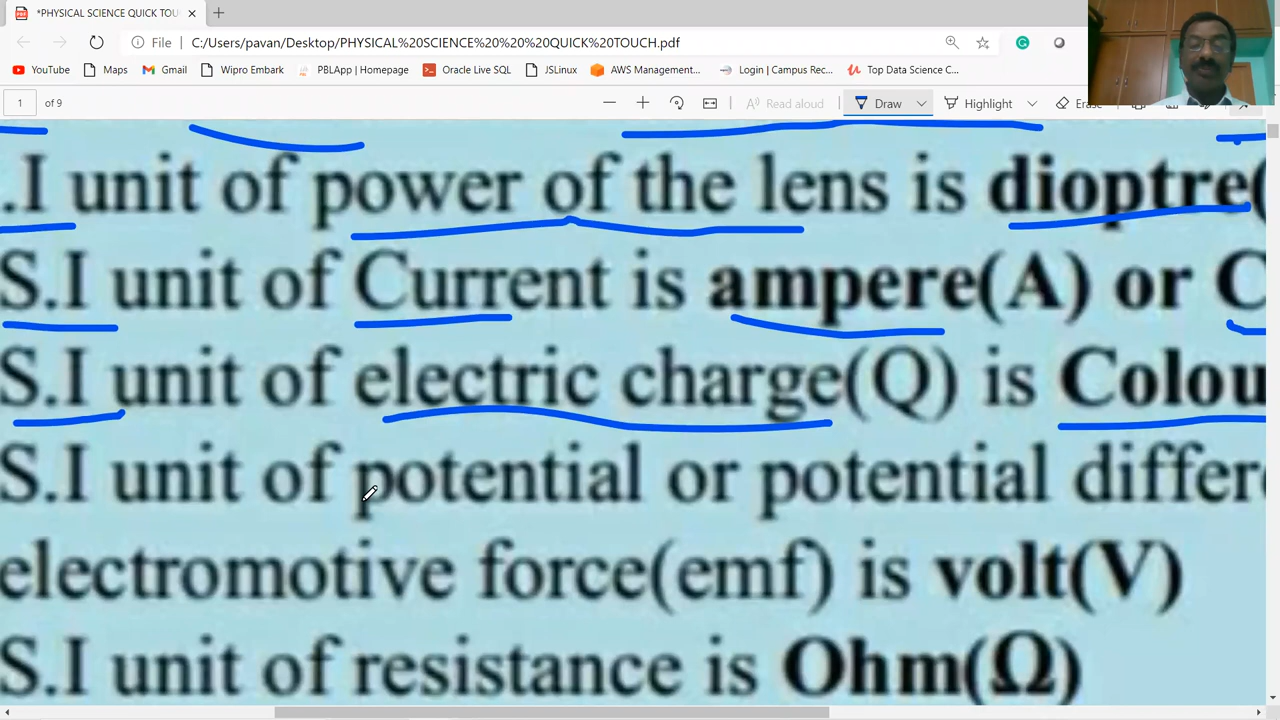 *PHYSICAL SCIENCE QUICK TOU
File C:/Users/pavan/Desktop/PHYSICAL%20SCIENCE%20%20%20QUICK%20TOUCH.pdf
YouTube Maps Gmail Wipro Embark PBLApp | Homepage Oracle Live SQL JSLinux AWS Management... Login | Campus Rec... Top Data Science C...
1 of 9 Read aloud Draw Highlight Erase
.I unit of power of the lens is dioptre(
S.I unit of Current is ampere(A) or C
S.I unit of electric charge(Q) is Colou
S.I unit of potential or potential differ
electromotive force(emf) is volt(V)
S.I unit of resistance is Ohm(Ω)